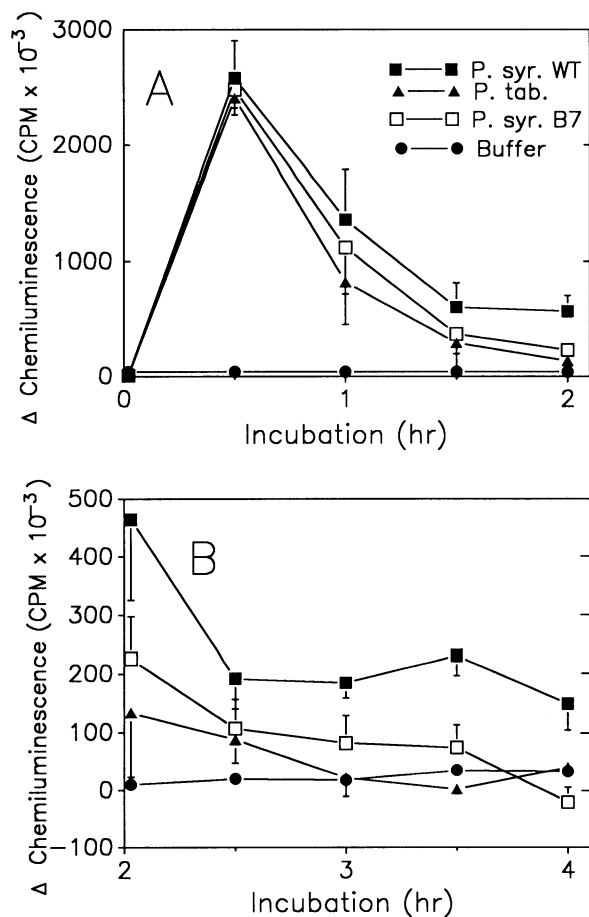 3000
2000
1000
0
Δ Chemiluminescence (CPM x 10⁻³)
A
P. syr. WT
P. tab.
P. syr. B7
Buffer
0
1
2
Incubation (hr)
500
400
300
200
100
0
−100
Δ Chemiluminescence (CPM x 10⁻³)
B
2
3
4
Incubation (hr)